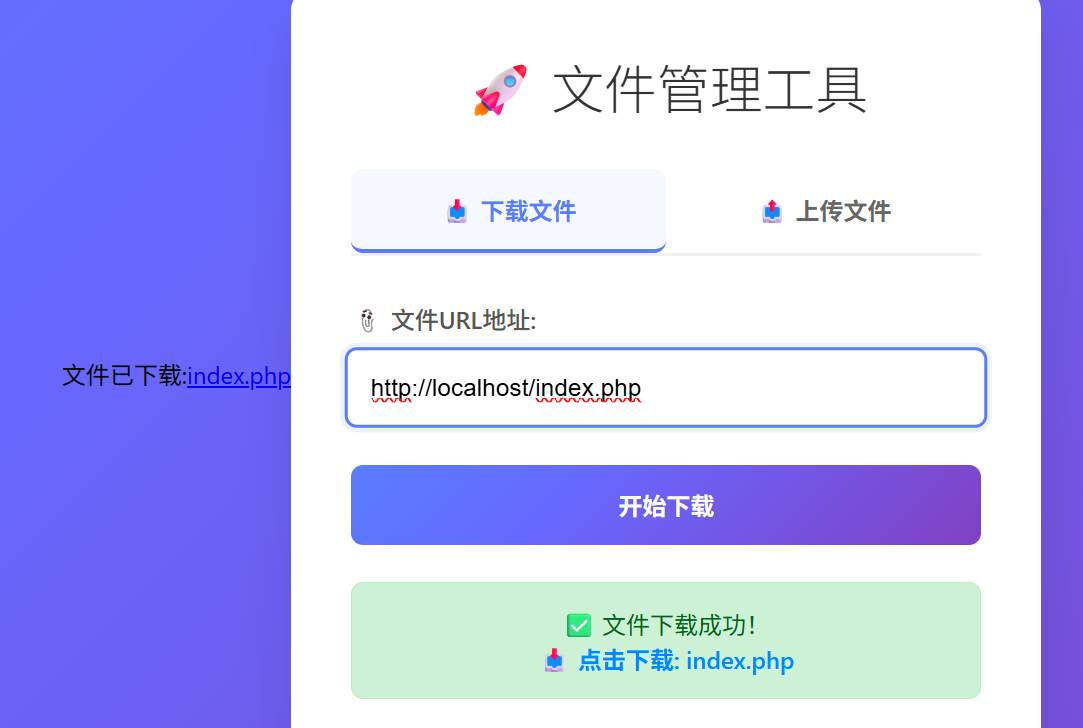 🚀 文件管理工具
📥 下载文件
📤 上传文件
📎 文件URL地址:
文件已下载:index.php
http://localhost/index.php
开始下载
✅ 文件下载成功！
📥 点击下载: index.php